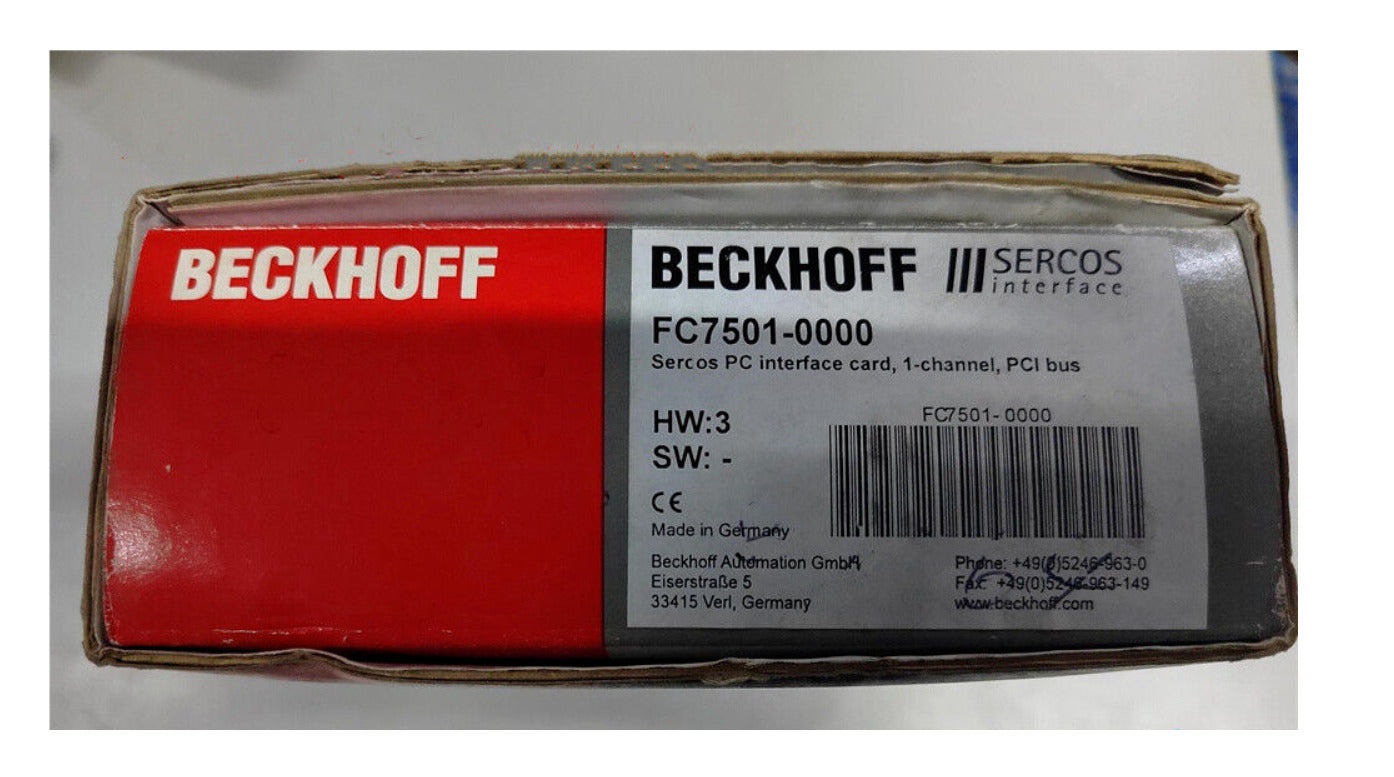 BECKHOFF
BECKHOFF SERCOS
interface
FC7501-0000
Sercos PC interface card, 1-channel, PCI bus
HW:3
SW: -
FC7501-0000
CE
Made in Germany
Beckhoff Automation GmbH
Eiserstraße 5
33415 Verl, Germany
Phone: +49(0)5246-963-0
Fax: +49(0)5246-963-149
www.beckhoff.com